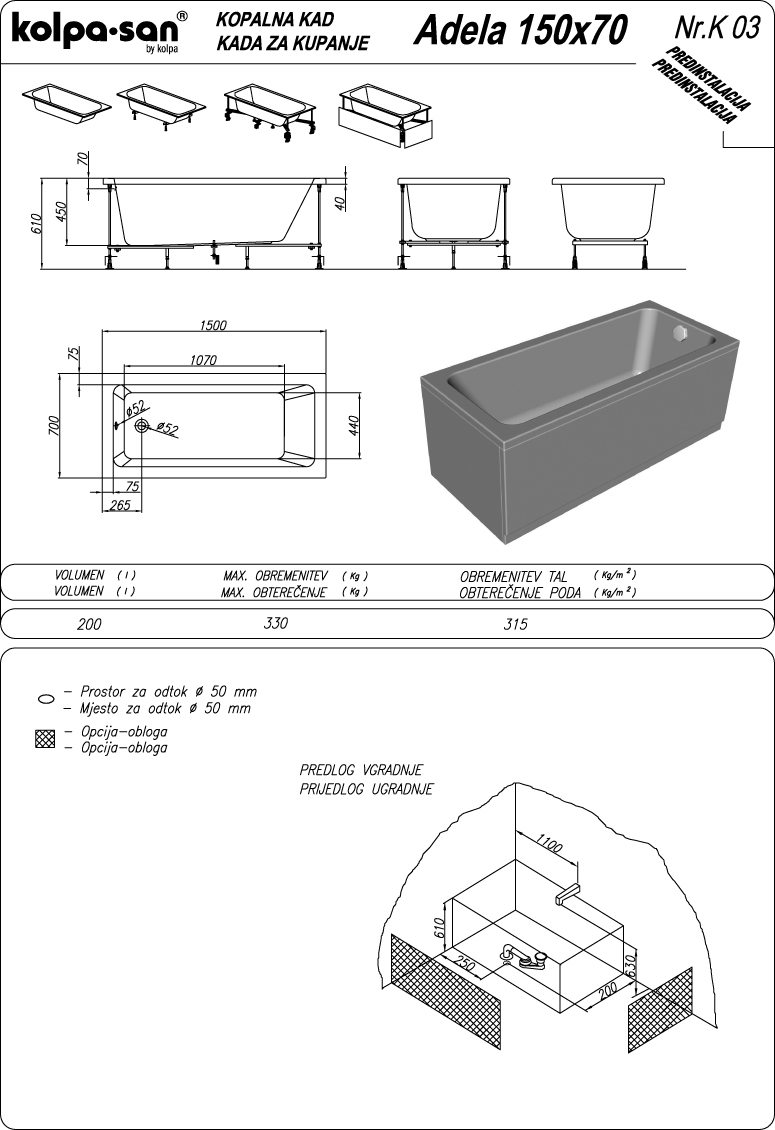 kolpa-san®
by kolpa
KOPALNA KAD
KADA ZA KUPANJE
Adela 150x70
Nr.K 03
PREDINSTALACIJA
PREDINSTALACIJA
70
610
450
40
1500
75
1070
700
ø52
ø52
440
75
265
VOLUMEN ( l )
VOLUMEN ( l )
MAX. OBREMENITEV ( Kg )
MAX. OBTEREČENJE ( Kg )
OBREMENITEV TAL ( Kg/m² )
OBTEREČENJE PODA ( Kg/m² )
200
330
315
– Prostor za odtok ø 50 mm
– Mjesto za odtok ø 50 mm
– Opcija-obloga
– Opcija-obloga
PREDLOG VGRADNJE
PRIJEDLOG UGRADNJE
1100
610
250
630
200